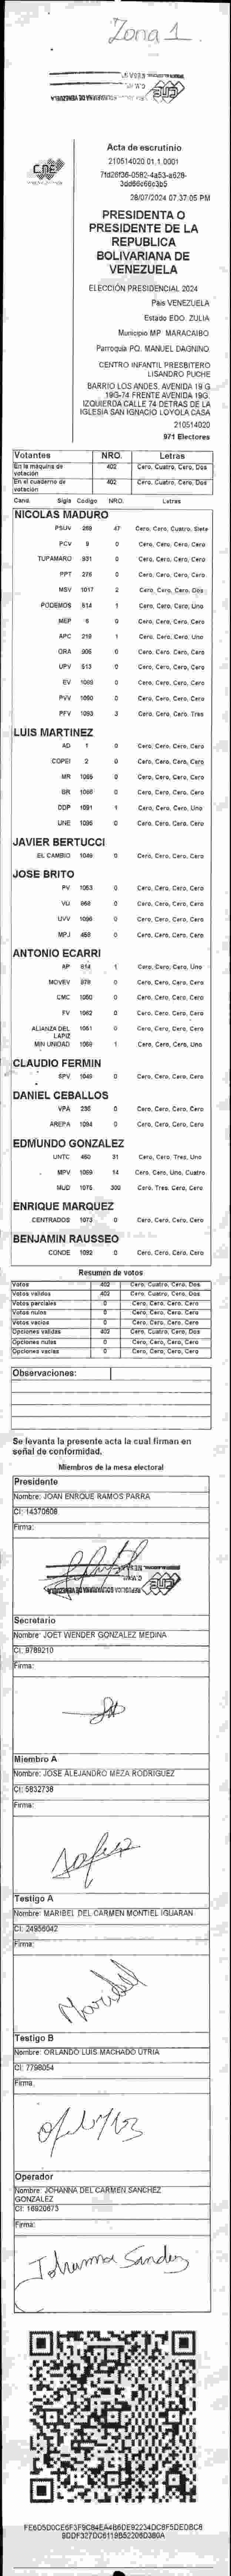 Zona 1
CNE
Acta de escrutinio
210514020.01.1.0001
28/07/2024 07:37:05 PM
PRESIDENTA O
PRESIDENTE DE LA
REPUBLICA
BOLIVARIANA DE
VENEZUELA
ELECCIÓN PRESIDENCIAL 2024
País VENEZUELA
Estado EDO. ZULIA
Municipio MP. MARACAIBO
Parroquia PQ. MANUEL DAGNINO
CENTRO INFANTIL PRESBITERO
LISANDRO PUCHE
BARRIO LOS ANDES. AVENIDA 19 G
19G-74 FRENTE AVENIDA 19G.
IZQUIERDA CALLE 74 DETRAS DE LA
IGLESIA SAN IGNACIO LOYOLA CASA
210514020
971 Electores
Votantes NRO. Letras
En la máquina de votación 402 Cero, Cuatro, Cero, Dos
En el cuaderno de votación 402 Cero, Cuatro, Cero, Dos
Cand. Sigla Codigo NRO. Letras
NICOLAS MADURO
PSUV 269 47 Cero, Cero, Cuatro, Siete
PCV 9 0 Cero, Cero, Cero, Cero
TUPAMARO 931 0 Cero, Cero, Cero, Cero
PPT 276 0 Cero, Cero, Cero, Cero
MSV 1017 2 Cero, Cero, Cero, Dos
PODEMOS 514 1 Cero, Cero, Cero, Uno
MEP 6 0 Cero, Cero, Cero, Cero
APC 219 1 Cero, Cero, Cero, Uno
ORA 906 0 Cero, Cero, Cero, Cero
UPV 513 0 Cero, Cero, Cero, Cero
EV 1089 0 Cero, Cero, Cero, Cero
PVV 1090 0 Cero, Cero, Cero, Cero
PFV 1093 3 Cero, Cero, Cero, Tres
LUIS MARTINEZ
AD 1 0 Cero, Cero, Cero, Cero
COPEI 2 0 Cero, Cero, Cero, Cero
MR 1065 0 Cero, Cero, Cero, Cero
BR 1066 0 Cero, Cero, Cero, Cero
DDP 1091 1 Cero, Cero, Cero, Uno
UNE 1095 0 Cero, Cero, Cero, Cero
JAVIER BERTUCCI
EL CAMBIO 1048 0 Cero, Cero, Cero, Cero
JOSE BRITO
PV 1053 0 Cero, Cero, Cero, Cero
VU 968 0 Cero, Cero, Cero, Cero
UVV 1096 0 Cero, Cero, Cero, Cero
MPJ 459 0 Cero, Cero, Cero, Cero
ANTONIO ECARRI
AP 914 1 Cero, Cero, Cero, Uno
MOVEV 978 0 Cero, Cero, Cero, Cero
CMC 1050 0 Cero, Cero, Cero, Cero
FV 1062 0 Cero, Cero, Cero, Cero
ALIANZA DEL LAPIZ 1051 0 Cero, Cero, Cero, Cero
MIN UNIDAD 1058 1 Cero, Cero, Cero, Uno
CLAUDIO FERMIN
SPV 1049 0 Cero, Cero, Cero, Cero
DANIEL CEBALLOS
VPA 236 0 Cero, Cero, Cero, Cero
AREPA 1094 0 Cero, Cero, Cero, Cero
EDMUNDO GONZALEZ
UNTC 460 31 Cero, Cero, Tres, Uno
MPV 1069 14 Cero, Cero, Uno, Cuatro
MUD 1075 300 Cero, Tres, Cero, Cero
ENRIQUE MARQUEZ
CENTRADOS 1073 0 Cero, Cero, Cero, Cero
BENJAMIN RAUSSEO
CONDE 1092 0 Cero, Cero, Cero, Cero
Resumen de votos
Votos 402 Cero, Cuatro, Cero, Dos
Votos validos 402 Cero, Cuatro, Cero, Dos
Votos parciales 0 Cero, Cero, Cero, Cero
Votos nulos 0 Cero, Cero, Cero, Cero
Votos vacios 0 Cero, Cero, Cero, Cero
Opciones validas 402 Cero, Cuatro, Cero, Dos
Opciones nulas 0 Cero, Cero, Cero, Cero
Opciones vacias 0 Cero, Cero, Cero, Cero
Observaciones:
Se levanta la presente acta la cual firman en
señal de conformidad.
Miembros de la mesa electoral
Presidente
Nombre: JOAN ENRIQUE RAMOS PARRA
CI: 14370608
Firma:
Secretario
Nombre: JOET WENDER GONZALEZ MEDINA
CI: 9789210
Firma:
Miembro A
Nombre: JOSE ALEJANDRO MEZA RODRIGUEZ
CI: 5832738
Firma:
Testigo A
Nombre: MARIBEL DEL CARMEN MONTIEL IGUARAN
CI: 24956042
Firma:
Maribel
Testigo B
Nombre: ORLANDO LUIS MACHADO UTRIA
CI: 7798054
Firma:
Operador
Nombre: JOHANNA DEL CARMEN SANCHEZ
GONZALEZ
CI: 16920673
Firma:
Johanna Sanchez